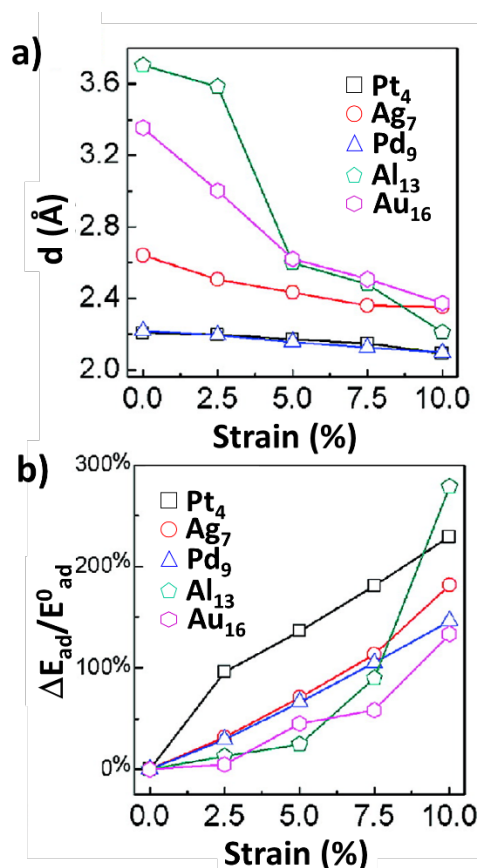 a)
d (Å)
3.6
3.2
2.8
2.4
2.0
Pt₄
Ag₇
Pd₉
Al₁₃
Au₁₆
0.0 2.5 5.0 7.5 10.0
Strain (%)
b)
ΔE_ad/E⁰_ad
300%
200%
100%
0%
Pt₄
Ag₇
Pd₉
Al₁₃
Au₁₆
0.0 2.5 5.0 7.5 10.0
Strain (%)